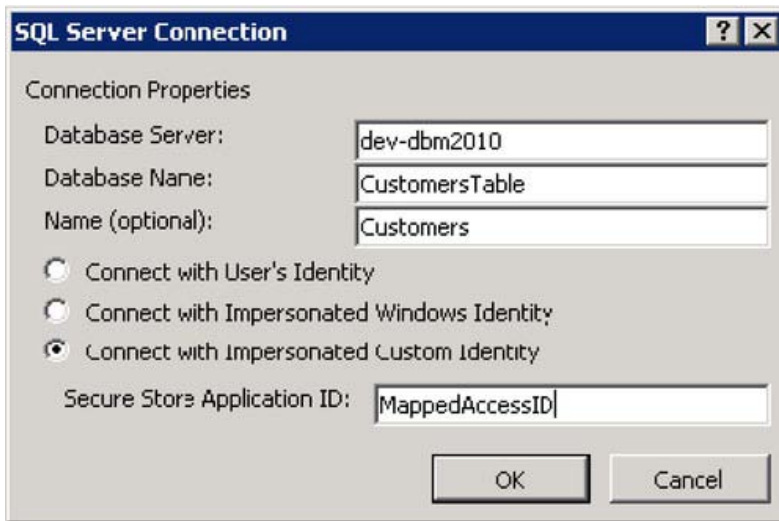 SQL Server Connection
Connection Properties
Database Server: dev-dbm2010
Database Name: CustomersTable
Name (optional): Customers
Connect with User's Identity
Connect with Impersonated Windows Identity
Connect with Impersonated Custom Identity
Secure Store Application ID: MappedAccessID
OK Cancel